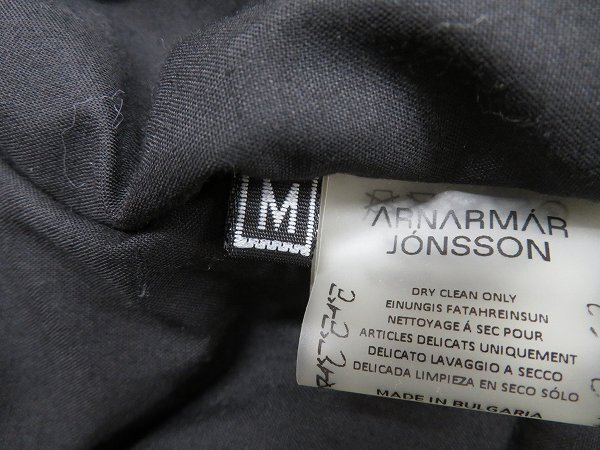 M
ARNARMÁR
JÓNSSON
DRY CLEAN ONLY
EINUNGIS FATAHREINSUN
NETTOYAGE Á SEC POUR
ARTICLES DELICATS UNIQUEMENT
DELICATO LAVAGGIO A SECCO
DELICADA LIMPIEZA EN SECO SÓLO
MADE IN BULGARIA